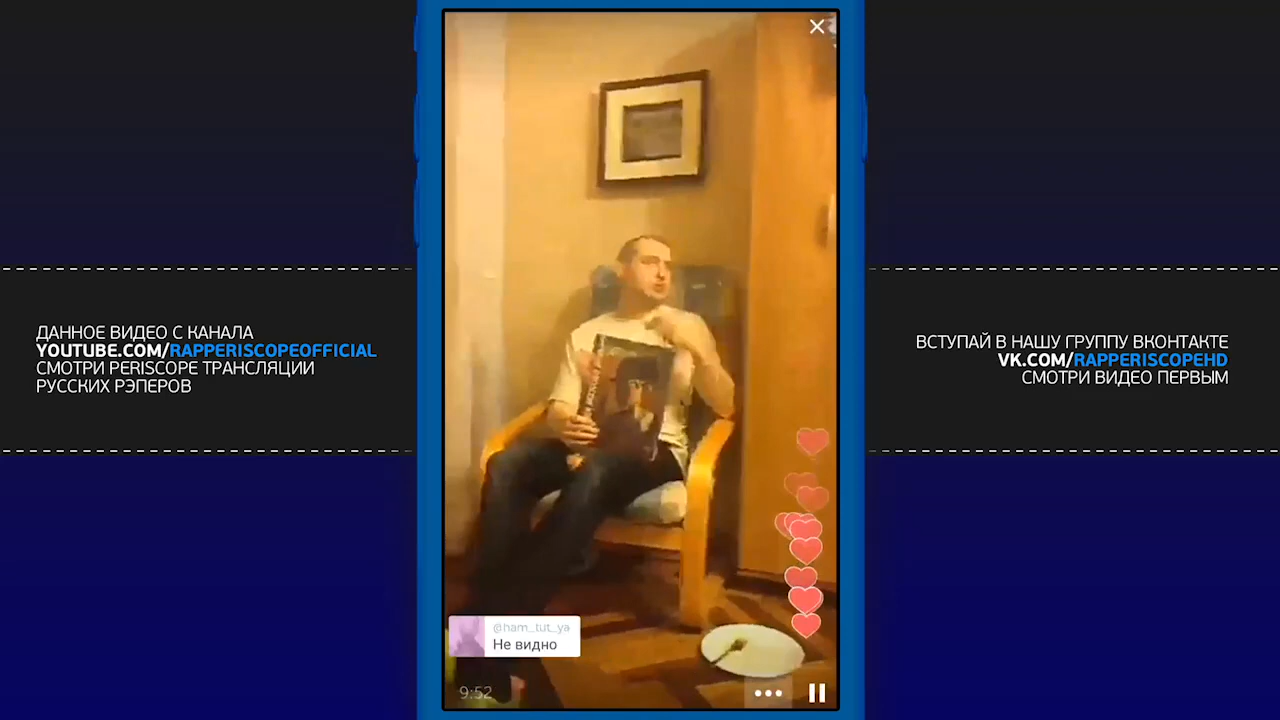 ДАННОЕ ВИДЕО С КАНАЛА
YOUTUBE.COM/RAPPERISCOPEOFFICIAL
СМОТРИ PERISCOPE ТРАНСЛЯЦИИ
РУССКИХ РЭПЕРОВ
ВСТУПАЙ В НАШУ ГРУППУ ВКОНТАКТЕ
VK.COM/RAPPERISCOPEHD
СМОТРИ ВИДЕО ПЕРВЫМ
@ham_tut_ya
Не видно
9:52